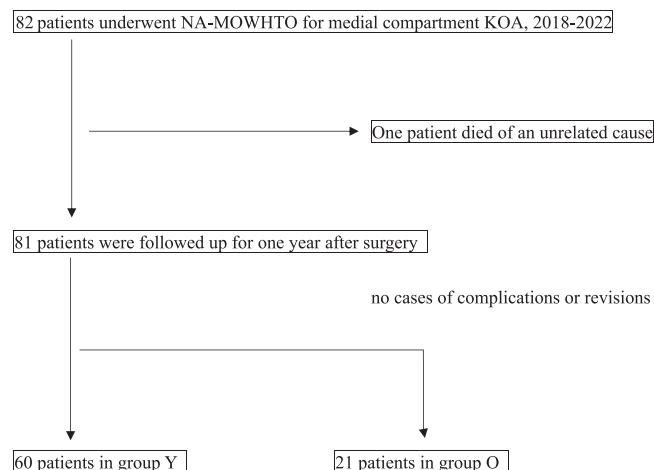 82 patients underwent NA-MOWHTO for medial compartment KOA, 2018-2022
One patient died of an unrelated cause
81 patients were followed up for one year after surgery
no cases of complications or revisions
60 patients in group Y
21 patients in group O